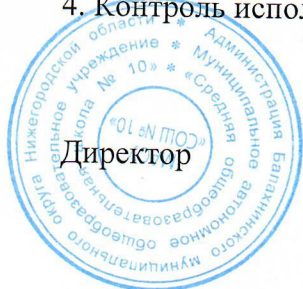 4. Контроль испол
Директор
Администрация Балахнинского муниципального округа Нижегородской области *
Муниципальное автономное общеобразовательное учреждение *
«Средняя общеобразовательная школа № 10» *
«СОШ № 10»